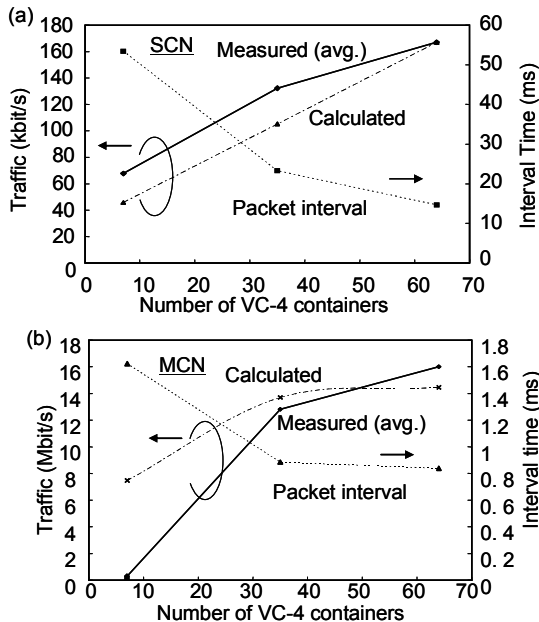 (a)
180
160
140
120
100
80
60
40
20
0
Traffic (kbit/s)
SCN
Measured (avg.)
Calculated
Packet interval
60
50
40
30
20
10
0
Interval Time (ms)
0 10 20 30 40 50 60 70
Number of VC-4 containers
(b)
18
16
14
12
10
8
6
4
2
0
Traffic (Mbit/s)
MCN
Calculated
Measured (avg.)
Packet interval
1.8
1.6
1.4
1.2
1
0.8
0.6
0. 4
0. 2
0
Interval time (ms)
0 10 20 30 40 50 60 70
Number of VC-4 containers